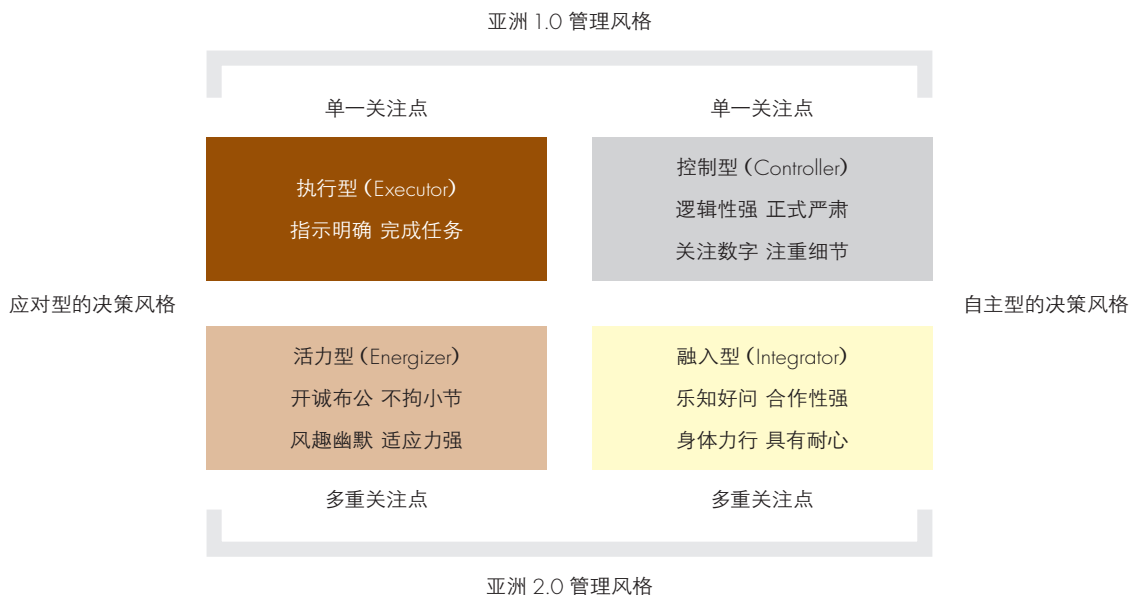 亚洲 1.0 管理风格
单一关注点
单一关注点
执行型（Executor）
指示明确 完成任务
控制型（Controller）
逻辑性强 正式严肃
关注数字 注重细节
应对型的决策风格
自主型的决策风格
活力型（Energizer）
开诚布公 不拘小节
风趣幽默 适应力强
融入型（Integrator）
乐知好问 合作性强
身体力行 具有耐心
多重关注点
多重关注点
亚洲 2.0 管理风格